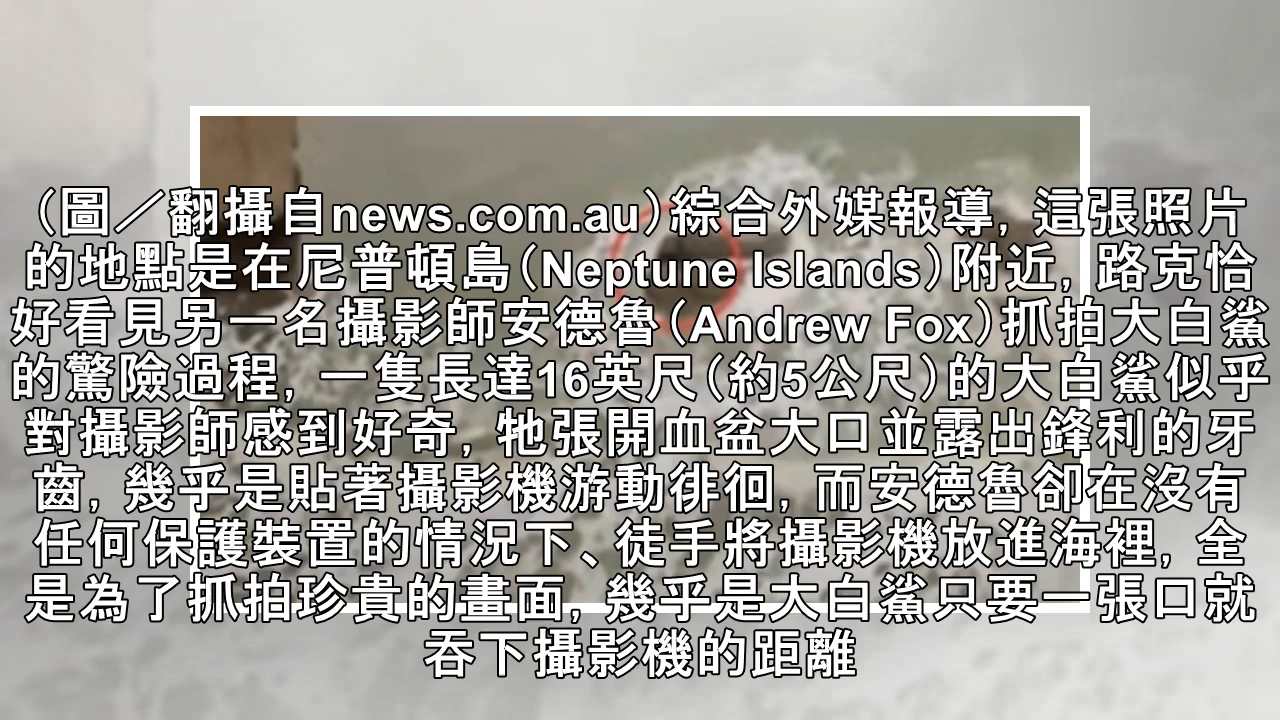 （圖／翻攝自news.com.au）綜合外媒報導，這張照片
的地點是在尼普頓島（Neptune Islands）附近，路克恰
好看見另一名攝影師安德魯（Andrew Fox）抓拍大白鯊
的驚險過程，一隻長達16英尺（約5公尺）的大白鯊似乎
對攝影師感到好奇，牠張開血盆大口並露出鋒利的牙
齒，幾乎是貼著攝影機游動徘徊，而安德魯卻在沒有
任何保護裝置的情況下、徒手將攝影機放進海裡，全
是為了抓拍珍貴的畫面，幾乎是大白鯊只要一張口就
吞下攝影機的距離